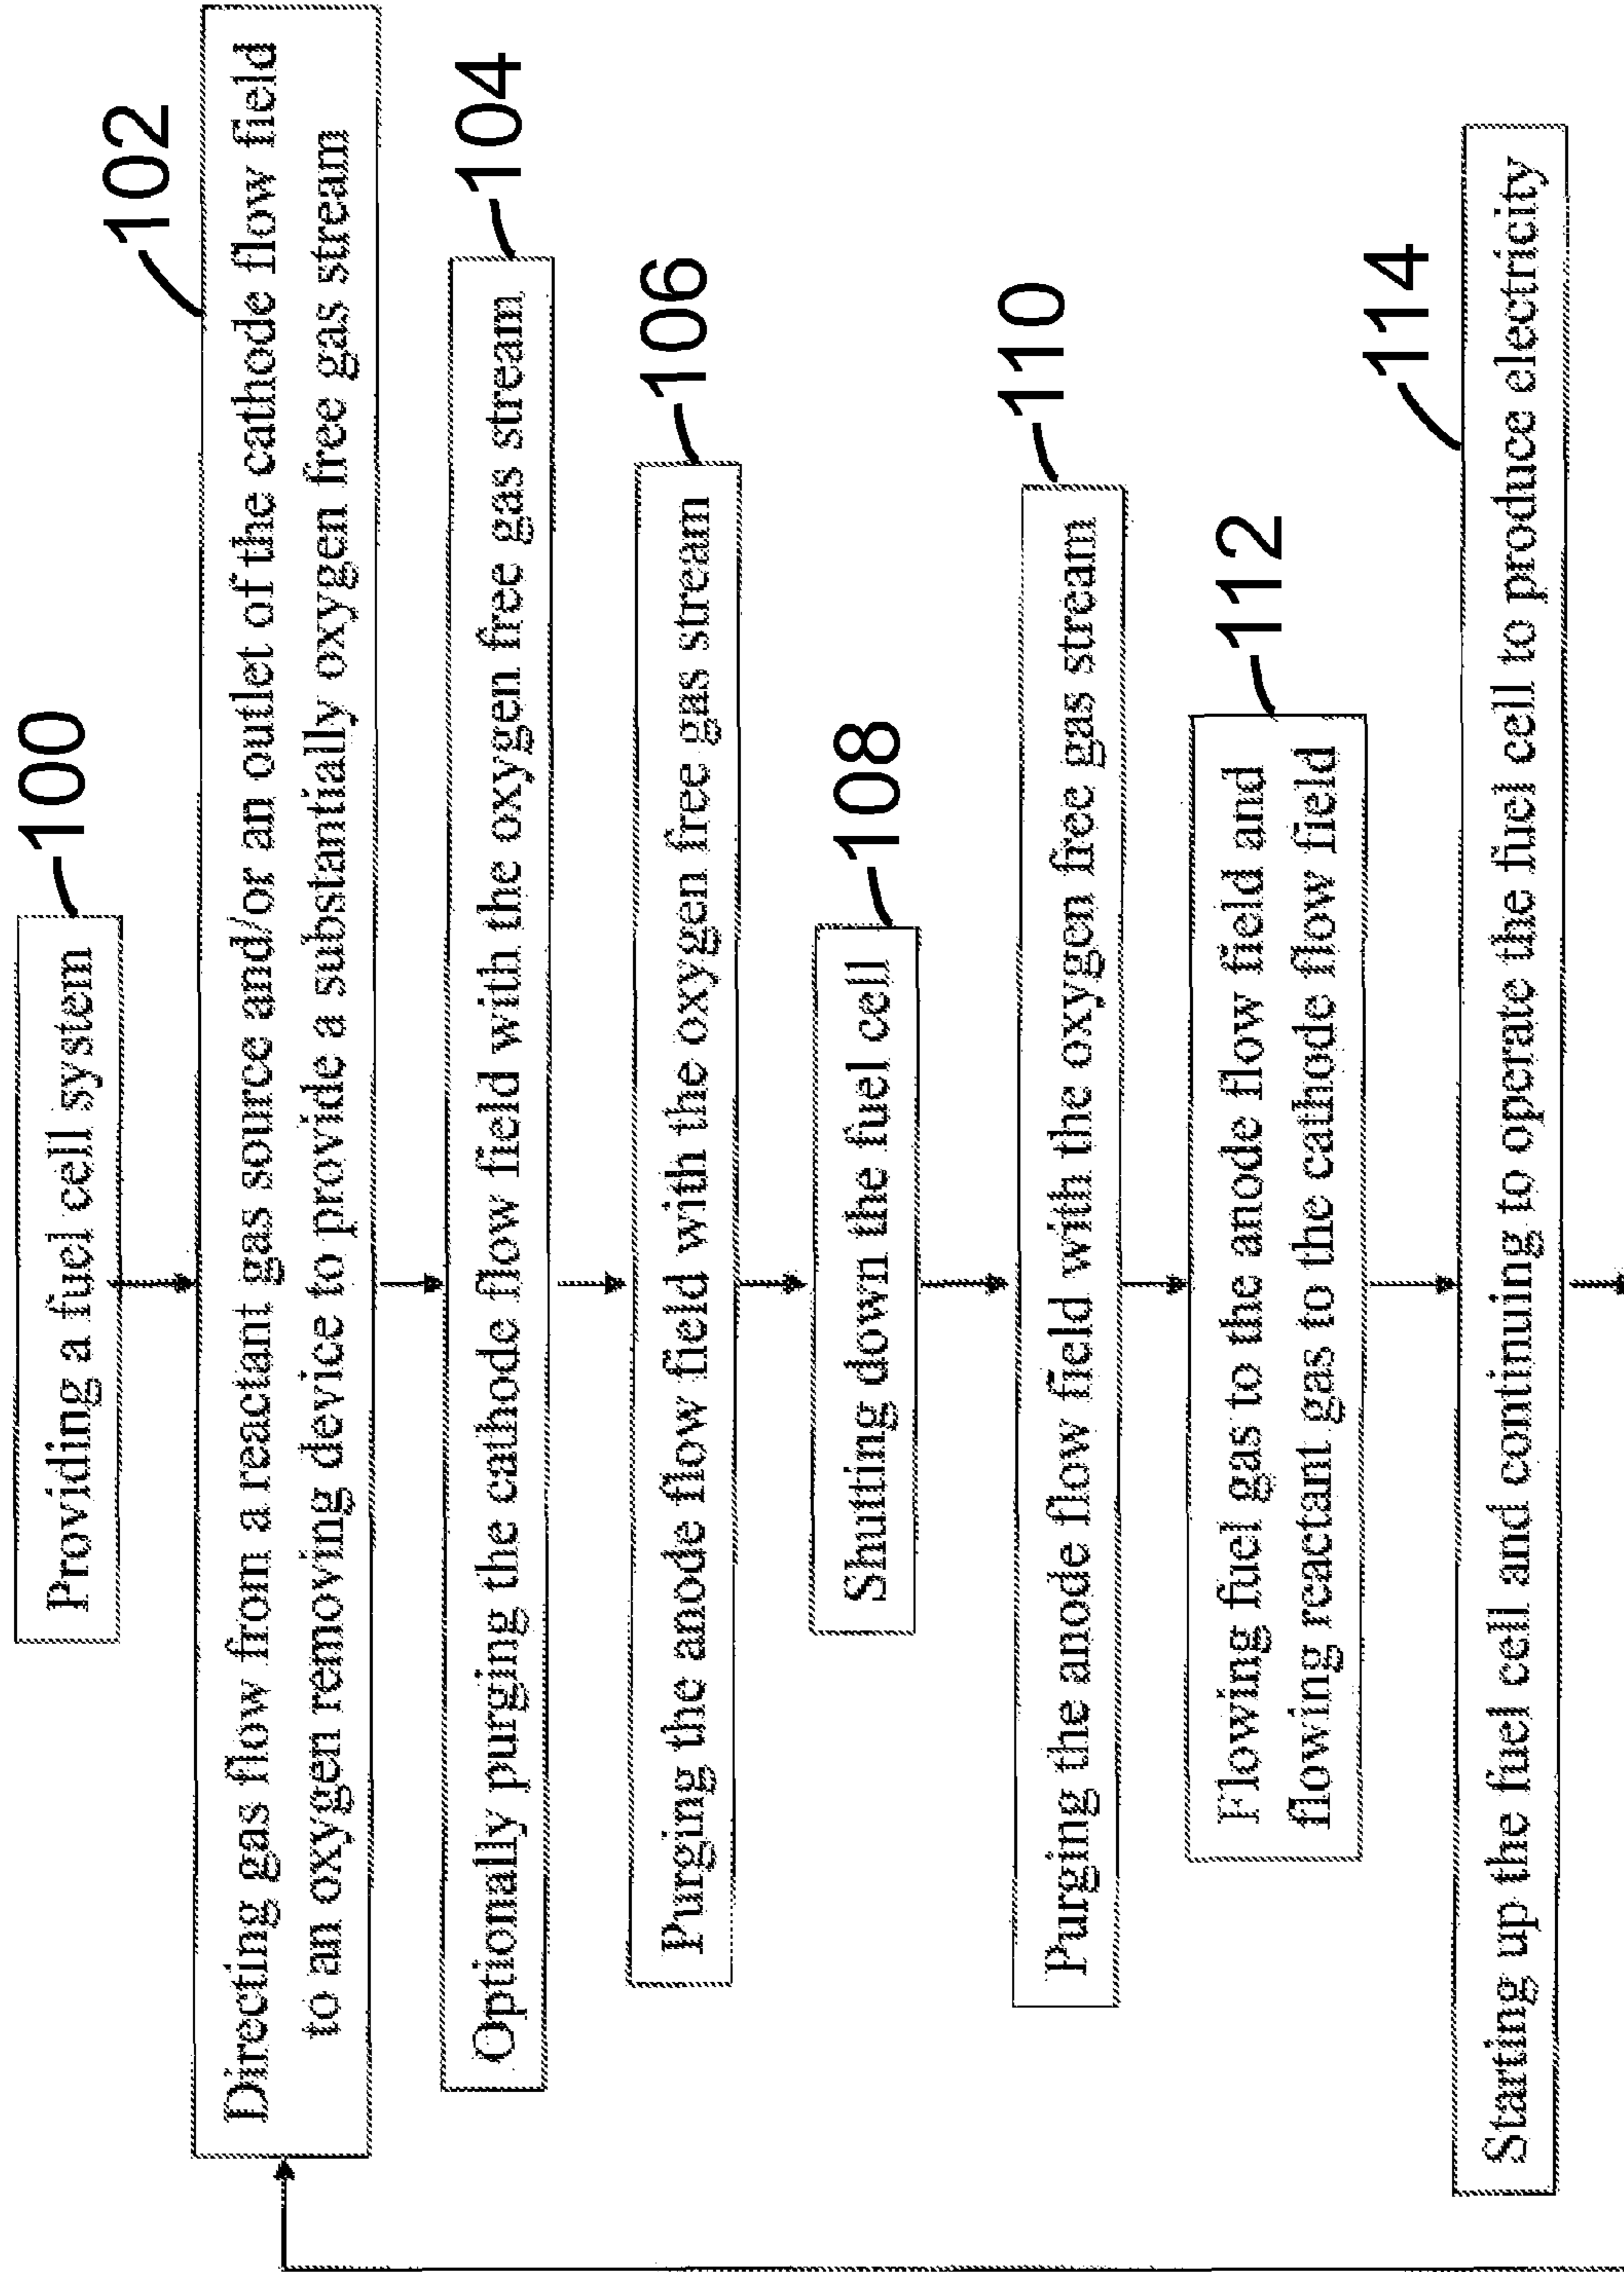 100
Providing a fuel cell system
102
Directing gas flow from a reactant gas source and/or an outlet of the cathode flow field
to an oxygen removing device to provide a substantially oxygen free gas stream
104
Optionally purging the cathode flow field with the oxygen free gas stream
106
Purging the anode flow field with the oxygen free gas stream
108
Shutting down the fuel cell
110
Purging the anode flow field with the oxygen free gas stream
112
Flowing fuel gas to the anode flow field and
flowing reactant gas to the cathode flow field
114
Starting up the fuel cell and continuing to operate the fuel cell to produce electricity